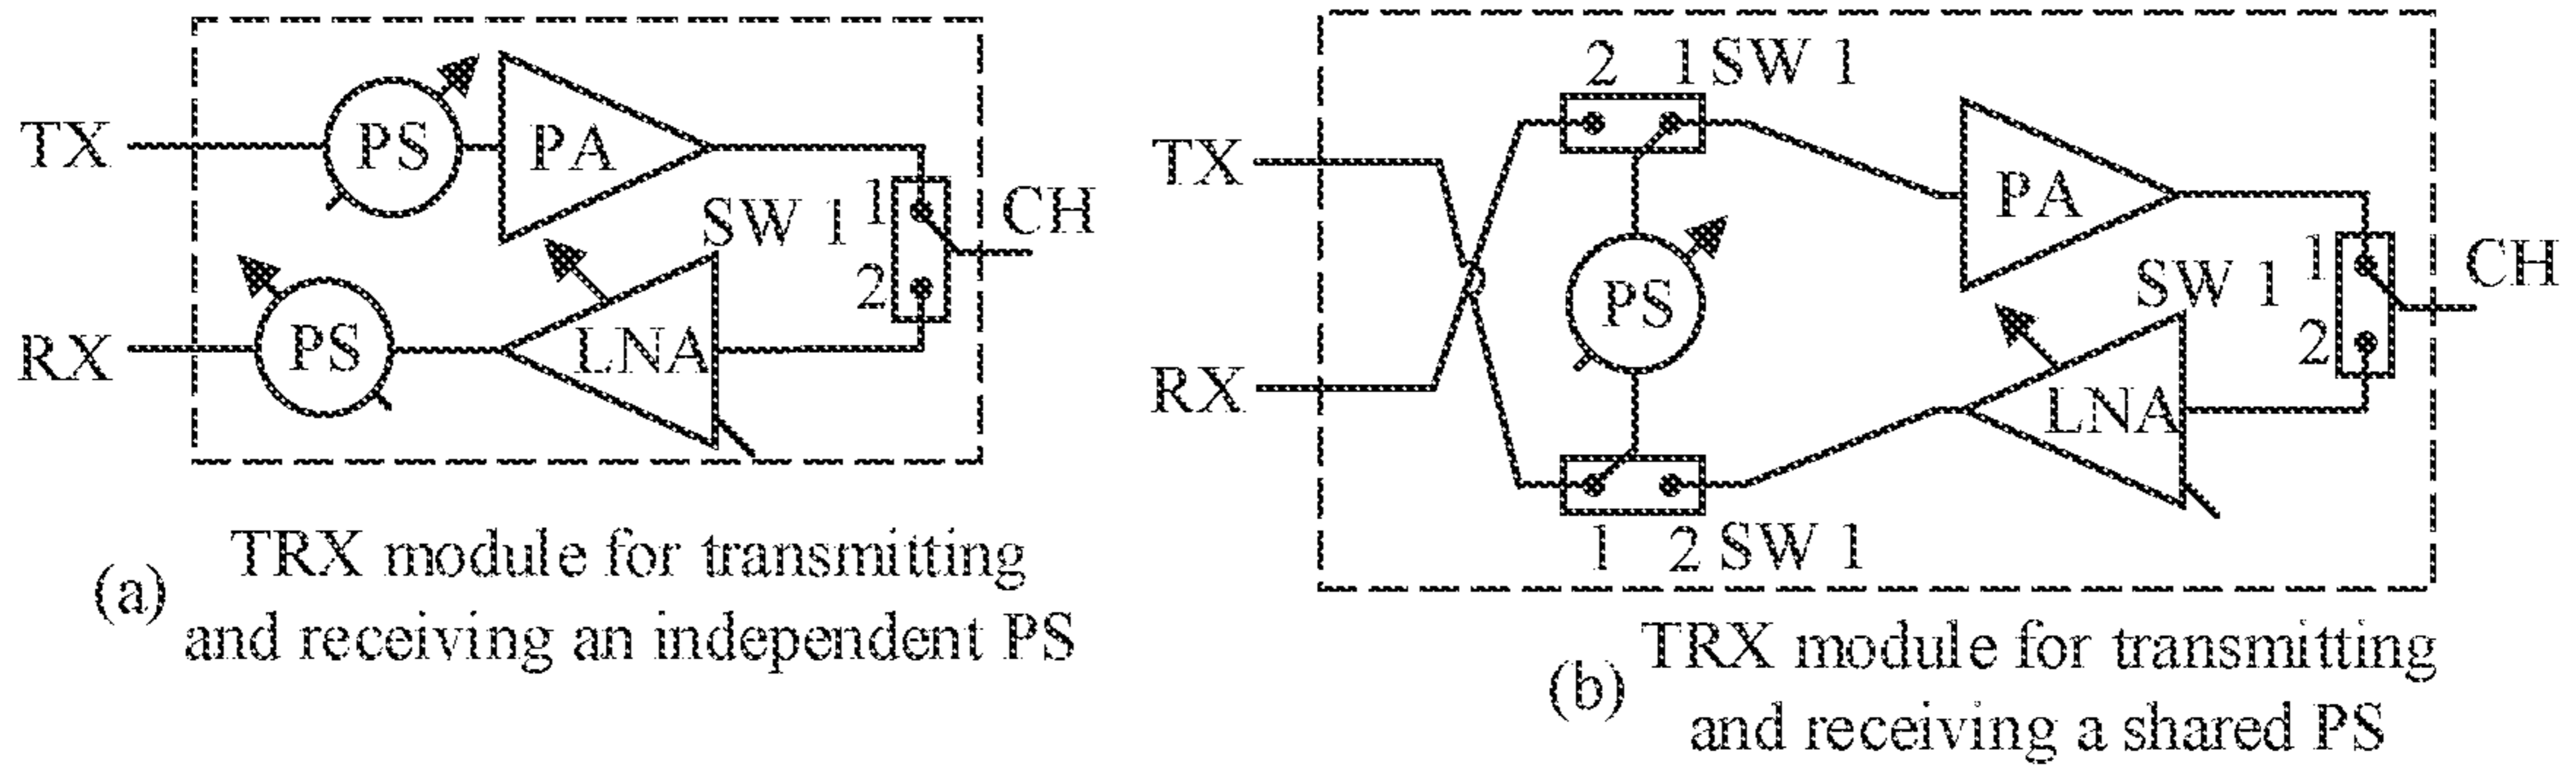 TX
PS
PA
SW 1
1
2
CH
RX
PS
LNA
(a)
TRX module for transmitting
and receiving an independent PS
2
1 SW 1
TX
PA
PS
SW 1
1
2
CH
RX
LNA
1
2 SW 1
(b)
TRX module for transmitting
and receiving a shared PS